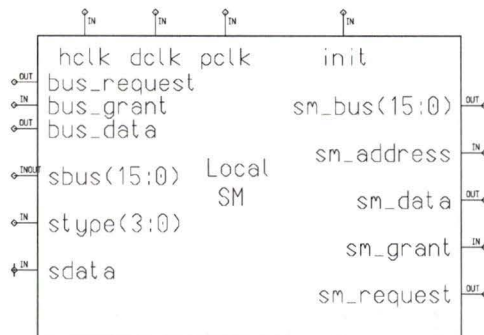 IN IN IN IN
hclk dclk pclk init
OUT bus_request
IN bus_grant sm_bus(15:0) OUT
OUT bus_data
sm_address IN
INOUT sbus(15:0) Local
SM sm_data OUT
IN stype(3:0)
sm_grant IN
IN sdata
sm_request OUT